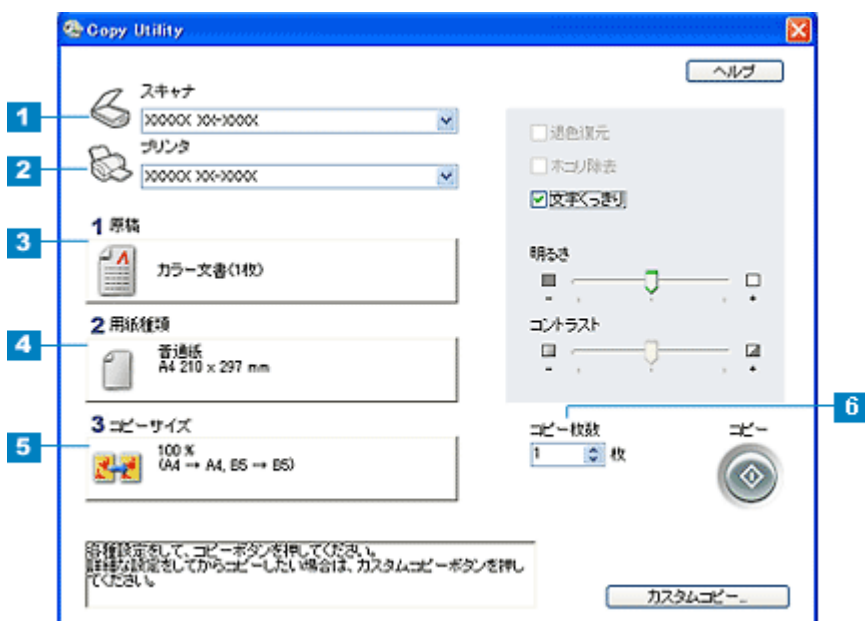 Copy Utility
ヘルプ
スキャナ
1
XXXXX XX-XXXX
プリンタ
2
XXXXX XX-XXXX
1 原稿
3
カラー文書(1枚)
2 用紙種類
4
普通紙
A4 210 x 297 mm
3 コピーサイズ
5
100 %
(A4 → A4, B5 → B5)
退色復元
ホコリ除去
文字くっきり
明るさ
- +
コントラスト
- +
6
コピー枚数
1 枚
コピー
各種設定をして、コピーボタンを押してください。
詳細な設定をしてからコピーしたい場合は、カスタムコピーボタンを押し
てください。
カスタムコピー...